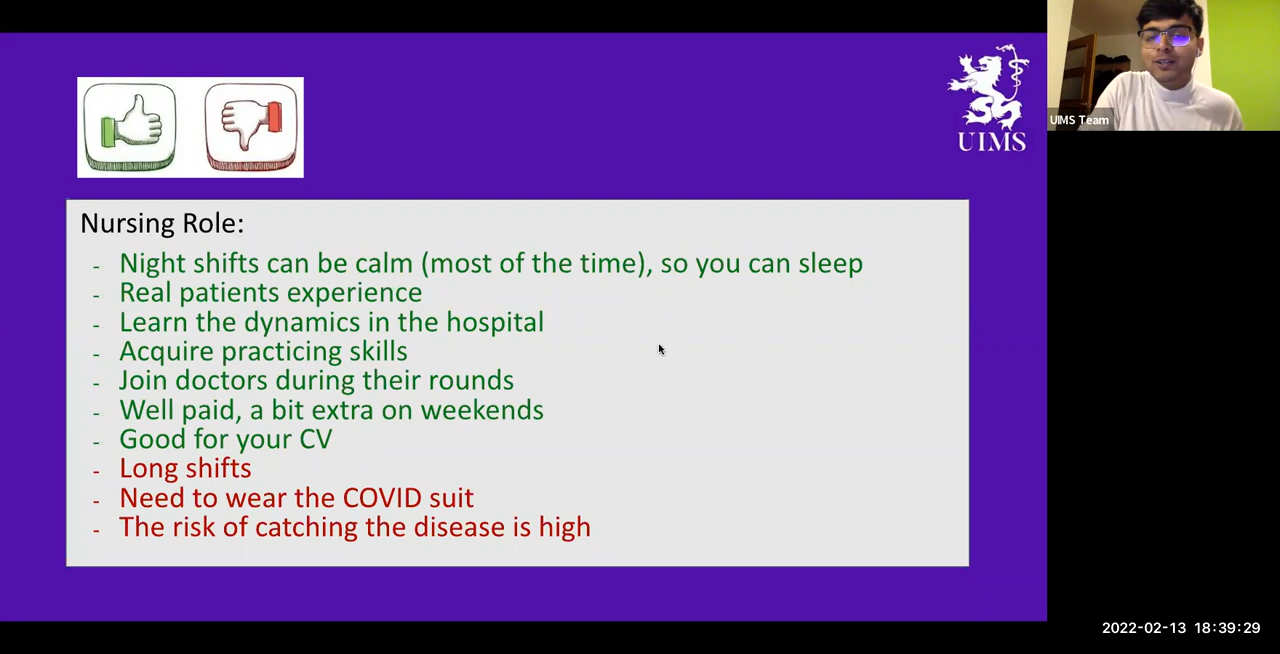 UIMS
UIMS Team
Nursing Role:
- Night shifts can be calm (most of the time), so you can sleep
- Real patients experience
- Learn the dynamics in the hospital
- Acquire practicing skills
- Join doctors during their rounds
- Well paid, a bit extra on weekends
- Good for your CV
- Long shifts
- Need to wear the COVID suit
- The risk of catching the disease is high
2022-02-13 18:39:29